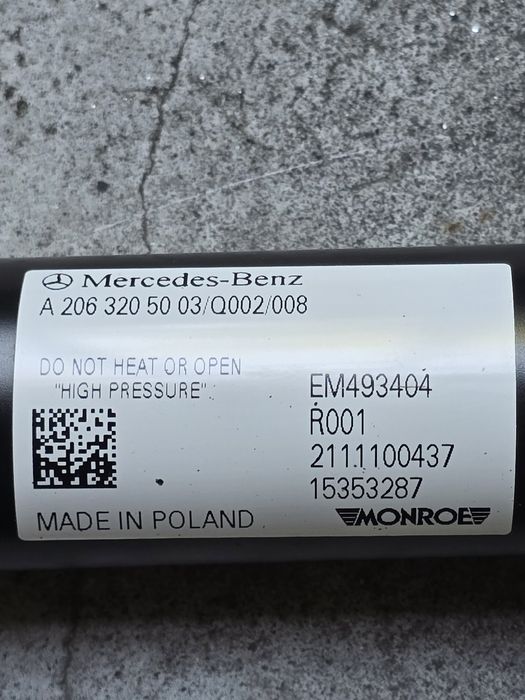 Mercedes-Benz
A 206 320 50 03/Q002/008
DO NOT HEAT OR OPEN
"HIGH PRESSURE".
EM493404
R001
2111100437
15353287
MADE IN POLAND
MONROE